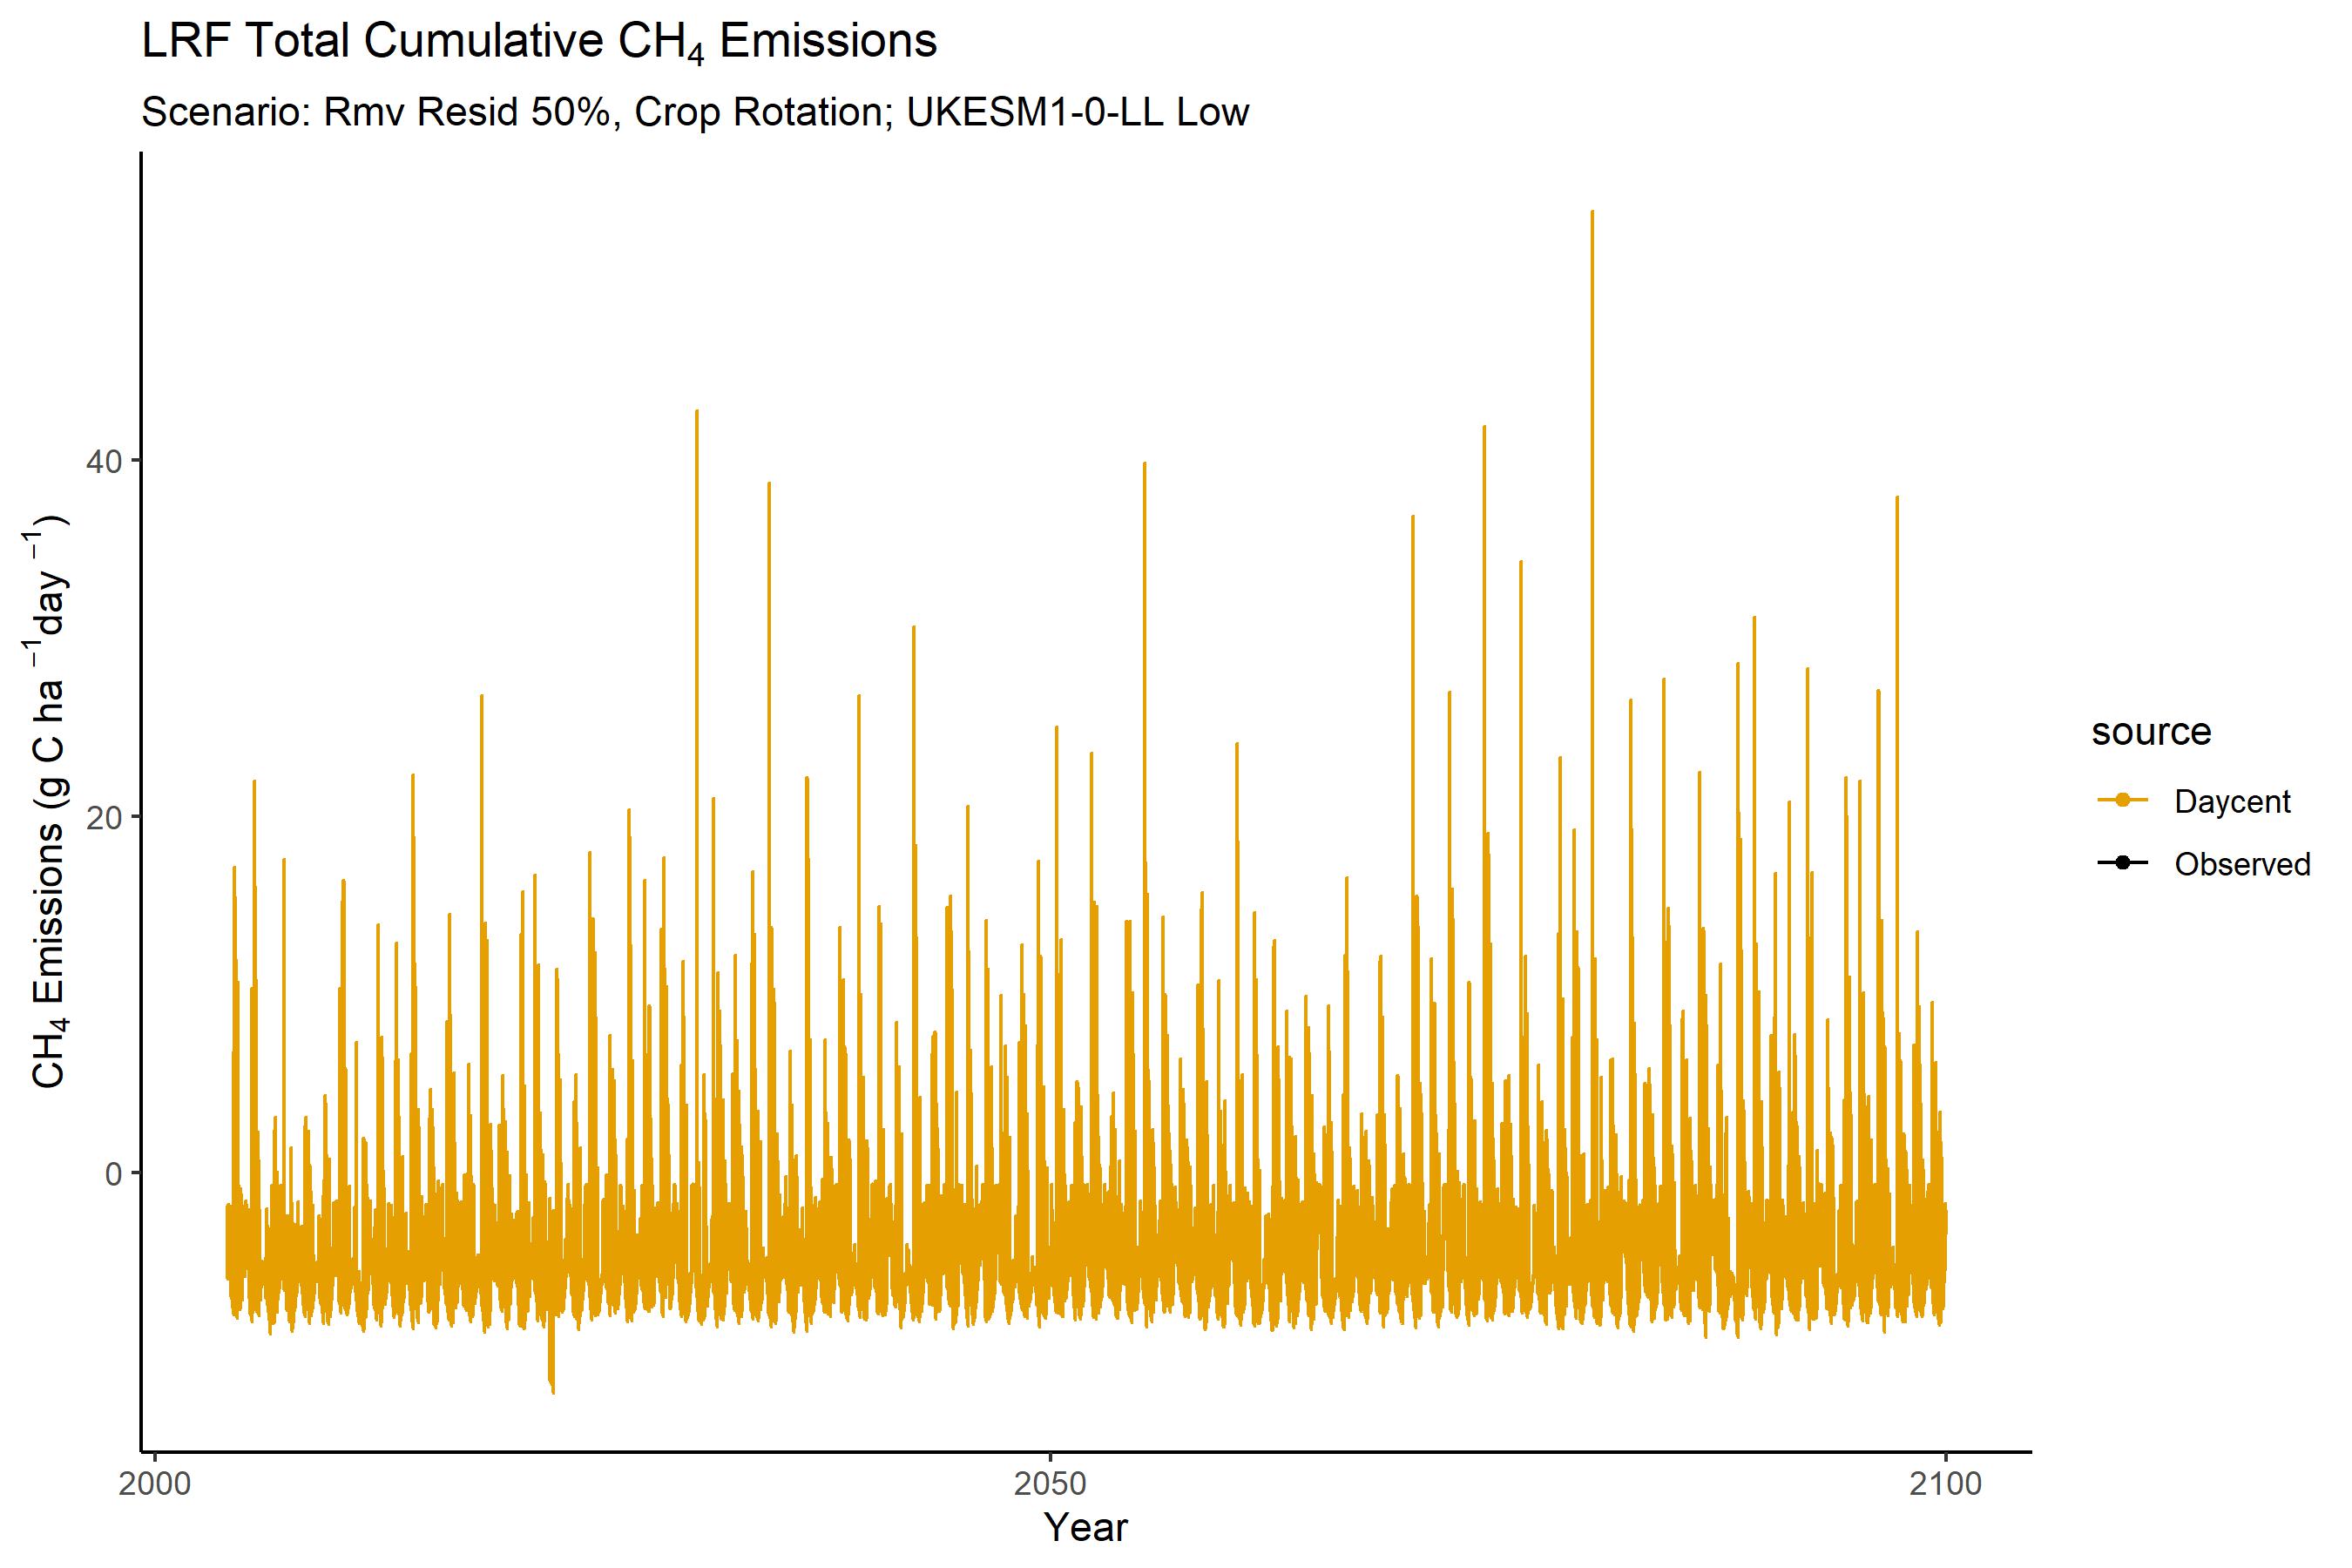 LRF Total Cumulative CH₄ Emissions
Scenario: Rmv Resid 50%, Crop Rotation; UKESM1-0-LL Low
CH₄ Emissions (g C ha ⁻¹day ⁻¹)
40
20
0
2000
2050
2100
Year
source
Daycent
Observed